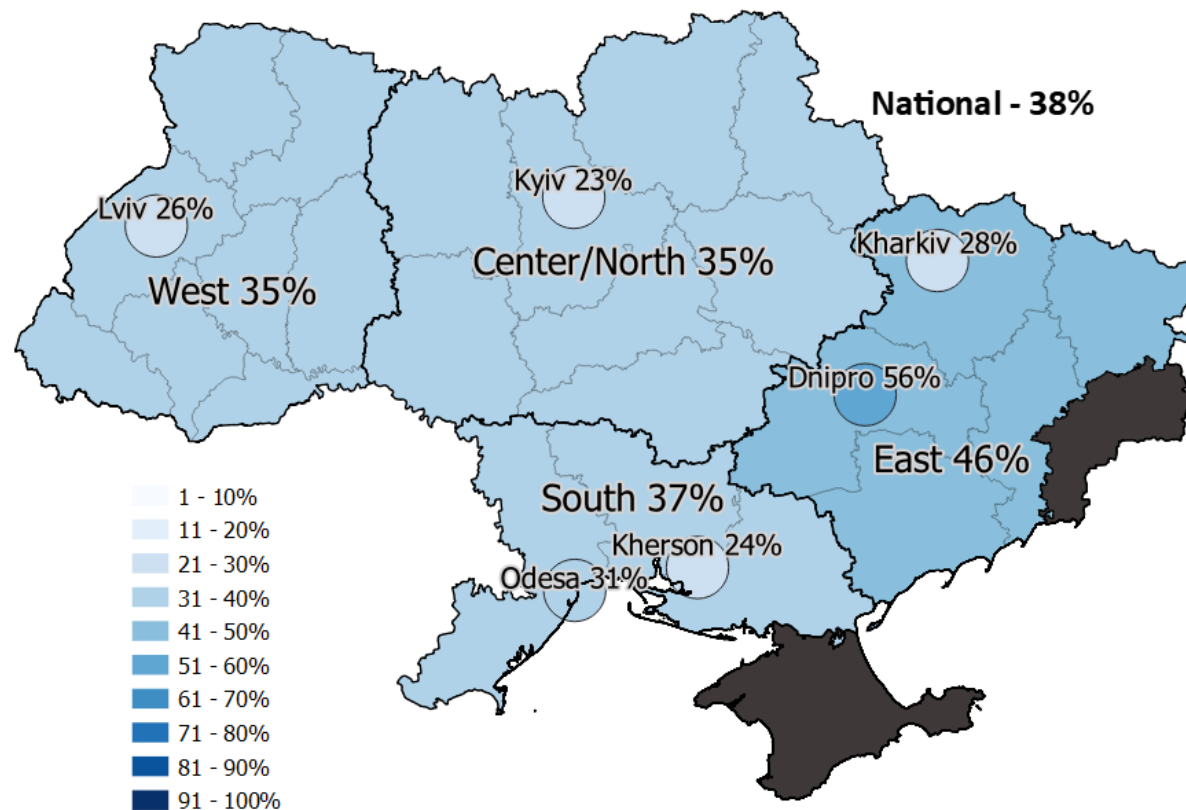 National - 38%
Kyiv 23%
Lviv 26%
Kharkiv 28%
Center/North 35%
West 35%
Dnipro 56%
East 46%
South 37%
Kherson 24%
Odesa 31%
1 - 10%
11 - 20%
21 - 30%
31 - 40%
41 - 50%
51 - 60%
61 - 70%
71 - 80%
81 - 90%
91 - 100%